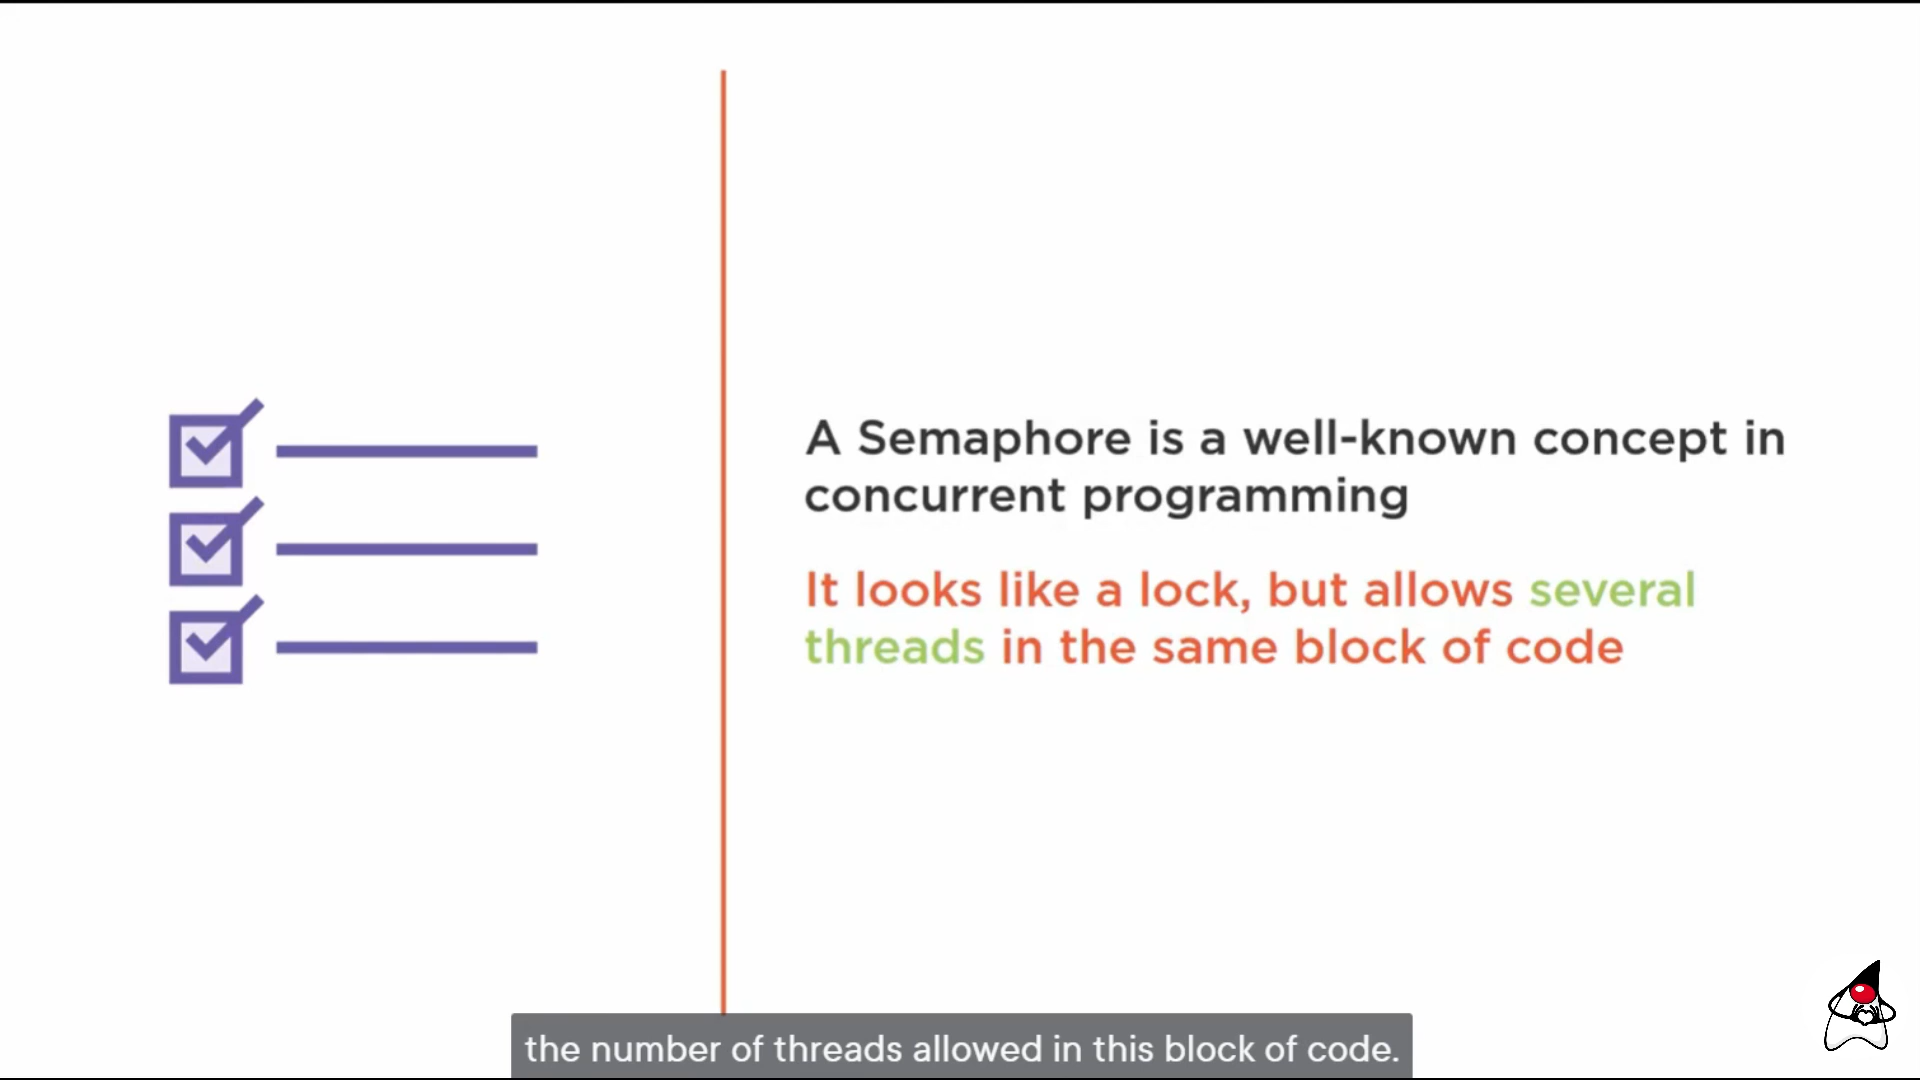 A Semaphore is a well-known concept in
concurrent programming
It looks like a lock, but allows several
threads in the same block of code
the number of threads allowed in this block of code.